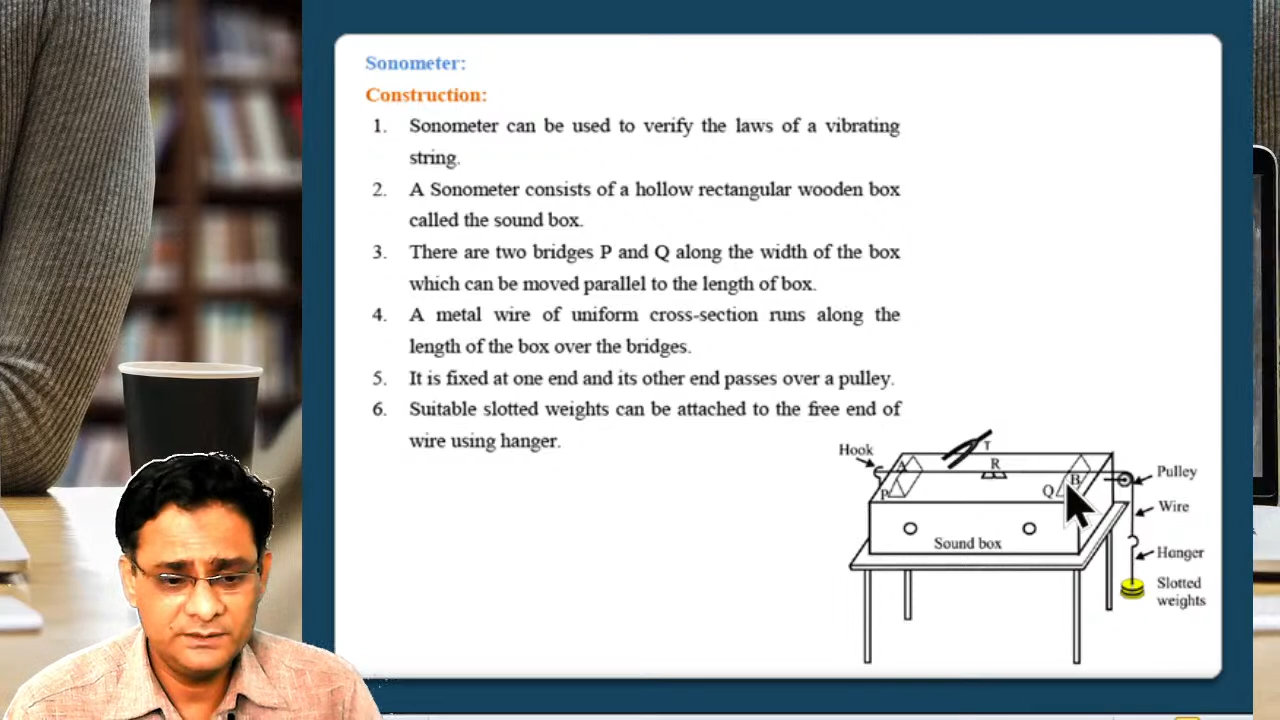 Sonometer:
Construction:
1. Sonometer can be used to verify the laws of a vibrating
string.
2. A Sonometer consists of a hollow rectangular wooden box
called the sound box.
3. There are two bridges P and Q along the width of the box
which can be moved parallel to the length of box.
4. A metal wire of uniform cross-section runs along the
length of the box over the bridges.
5. It is fixed at one end and its other end passes over a pulley.
6. Suitable slotted weights can be attached to the free end of
wire using hanger.
Hook
T
A
R
B
P
Q
Pulley
Wire
Sound box
Hanger
Slotted
weights